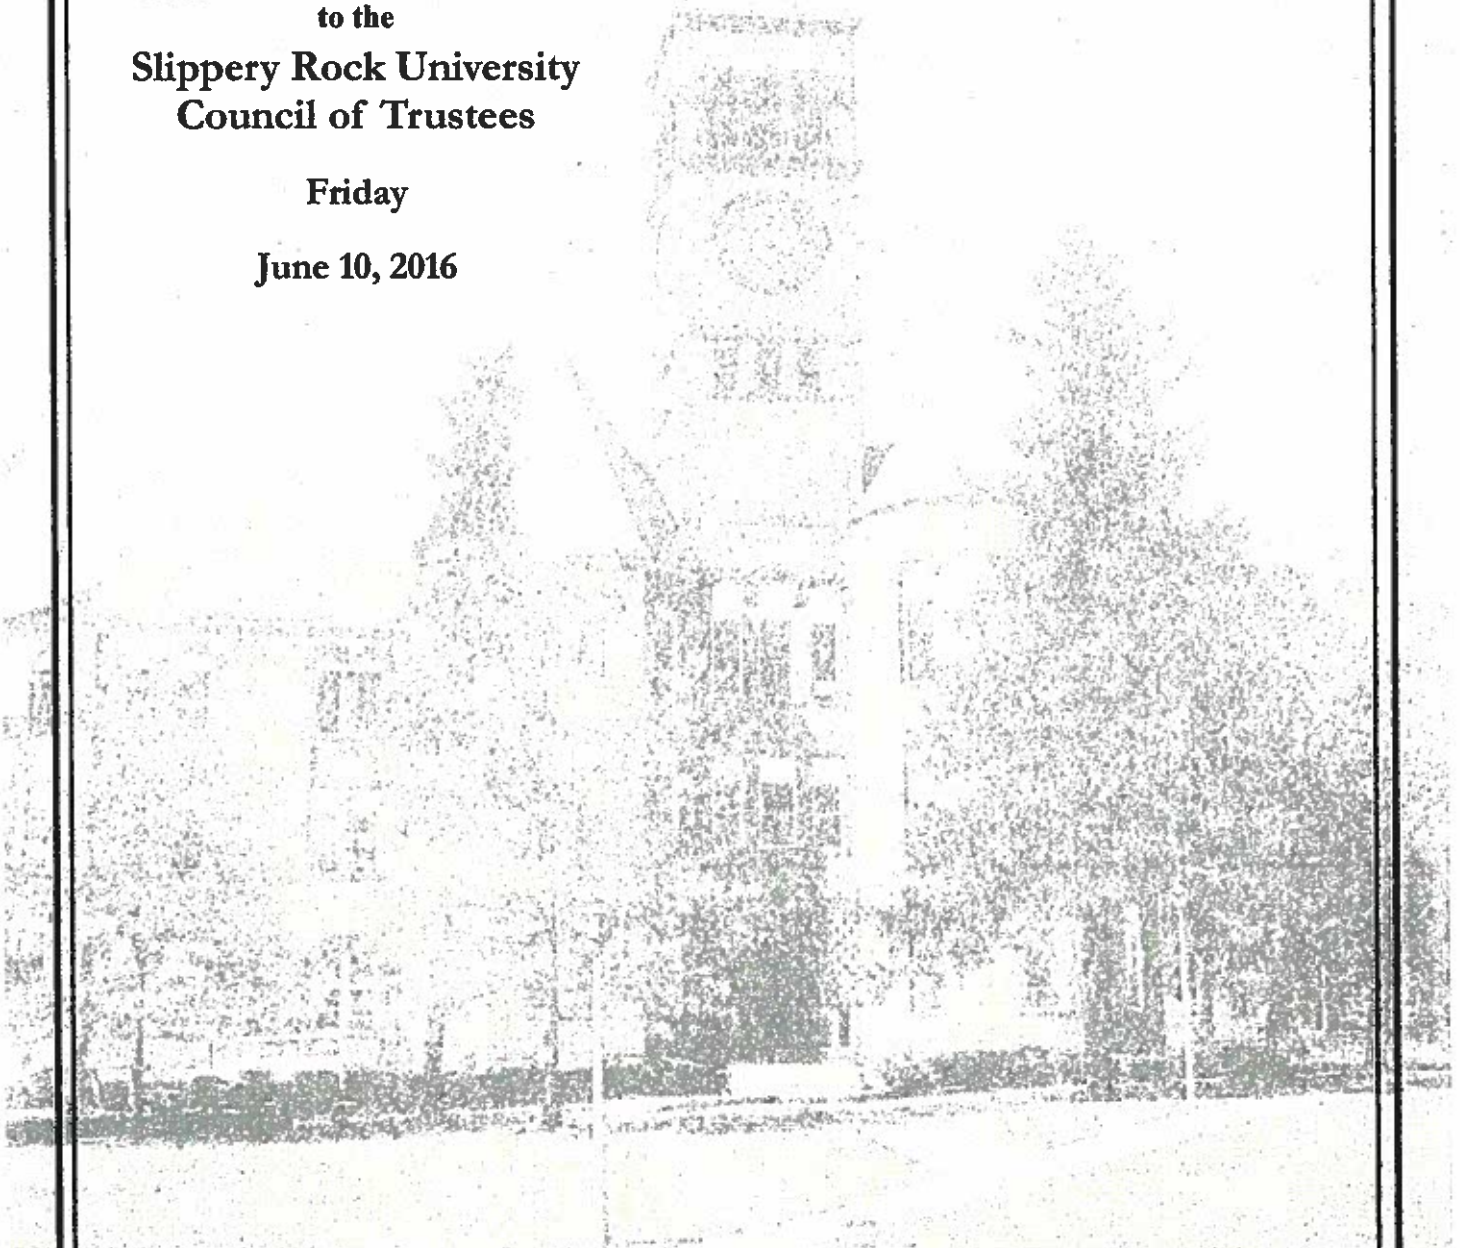 to the
Slippery Rock University
Council of Trustees
Friday
June 10, 2016